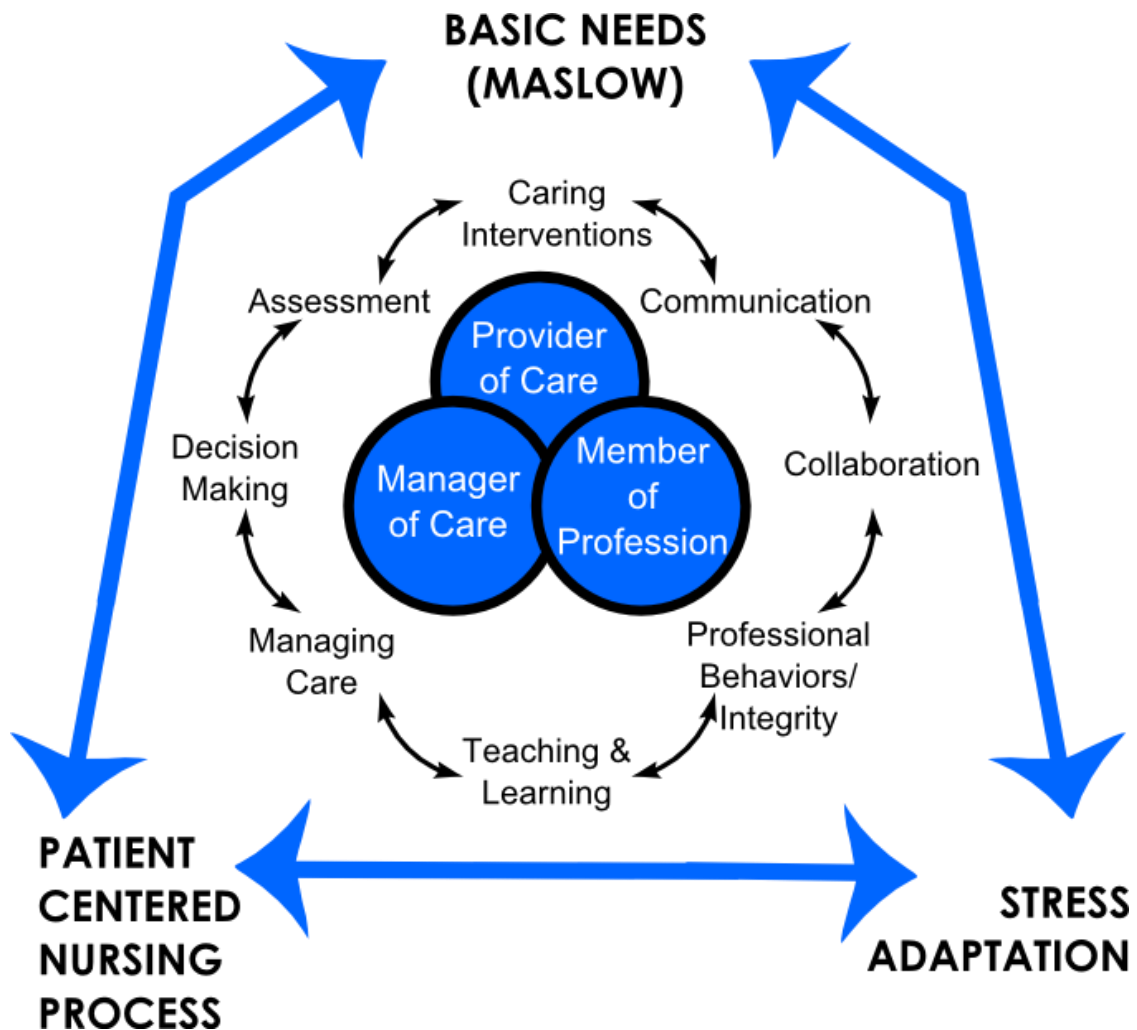 BASIC NEEDS
(MASLOW)
Caring
Interventions
Assessment
Communication
Provider
of Care
Decision
Making
Manager
of Care
Member
of
Profession
Collaboration
Managing
Care
Professional
Behaviors/
Integrity
Teaching &
Learning
PATIENT
CENTERED
NURSING
PROCESS
STRESS
ADAPTATION